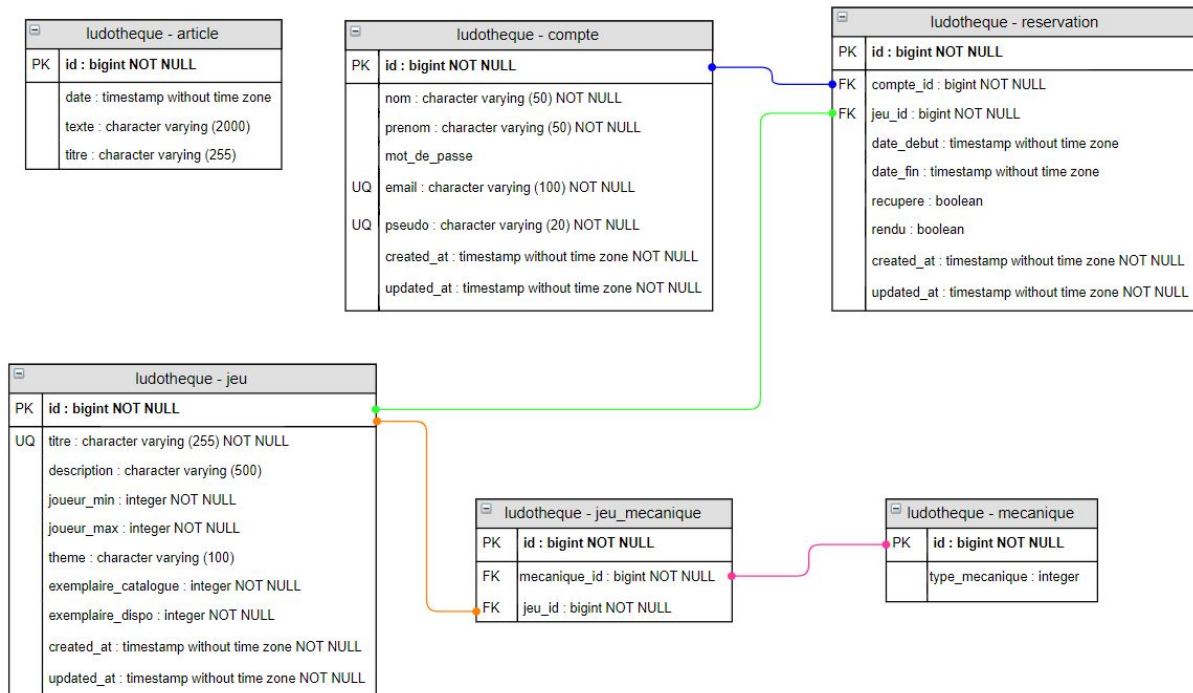 ludotheque - article
PK id : bigint NOT NULL
date : timestamp without time zone
texte : character varying (2000)
titre : character varying (255)
ludotheque - compte
PK id : bigint NOT NULL
nom : character varying (50) NOT NULL
prenom : character varying (50) NOT NULL
mot_de_passe
UQ email : character varying (100) NOT NULL
UQ pseudo : character varying (20) NOT NULL
created_at : timestamp without time zone NOT NULL
updated_at : timestamp without time zone NOT NULL
ludotheque - reservation
PK id : bigint NOT NULL
FK compte_id : bigint NOT NULL
FK jeu_id : bigint NOT NULL
date_debut : timestamp without time zone
date_fin : timestamp without time zone
recupere : boolean
rendu : boolean
created_at : timestamp without time zone NOT NULL
updated_at : timestamp without time zone NOT NULL
ludotheque - jeu
PK id : bigint NOT NULL
UQ titre : character varying (255) NOT NULL
description : character varying (500)
joueur_min : integer NOT NULL
joueur_max : integer NOT NULL
theme : character varying (100)
exemplaire_catalogue : integer NOT NULL
exemplaire_dispo : integer NOT NULL
created_at : timestamp without time zone NOT NULL
updated_at : timestamp without time zone NOT NULL
ludotheque - jeu_mecanique
PK id : bigint NOT NULL
FK mecanique_id : bigint NOT NULL
FK jeu_id : bigint NOT NULL
ludotheque - mecanique
PK id : bigint NOT NULL
type_mecanique : integer